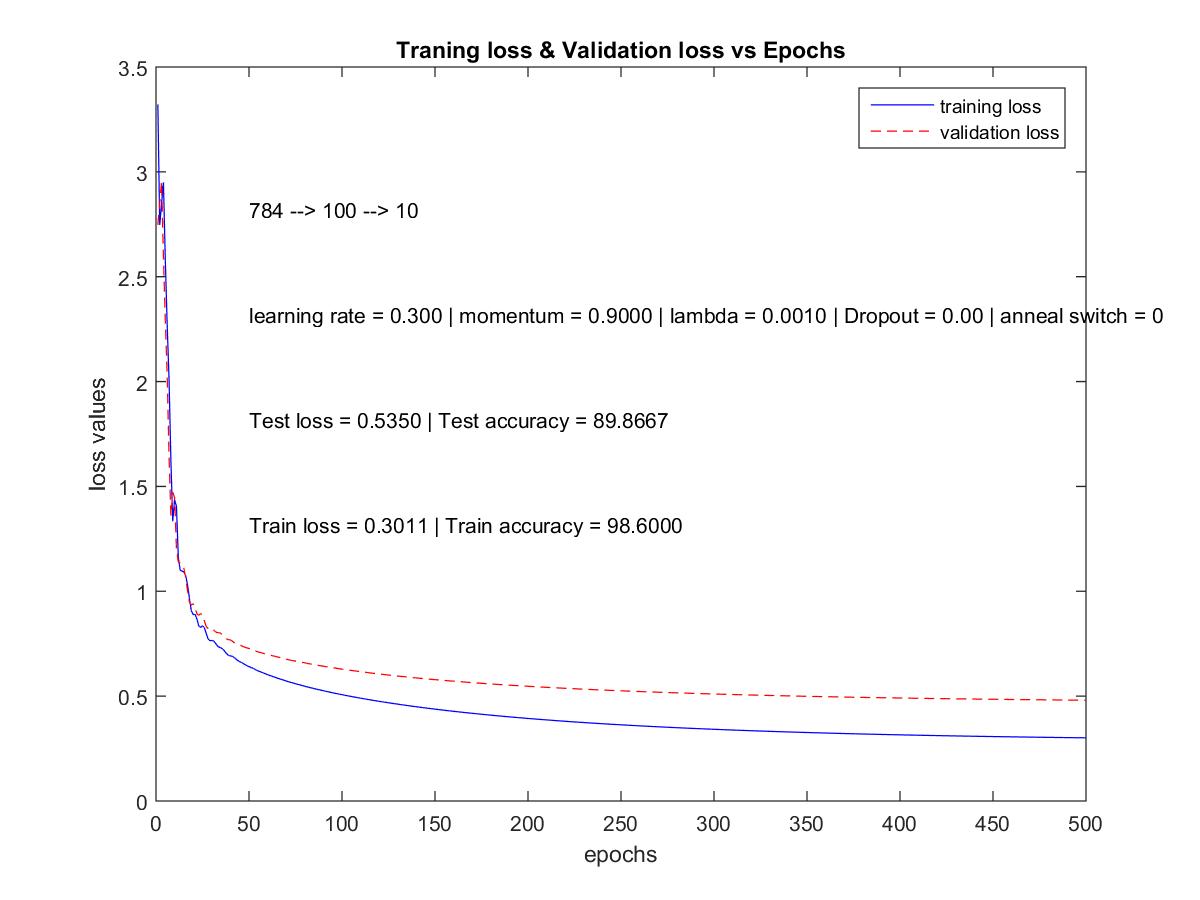 Traning loss & Validation loss vs Epochs
3.5
3
2.5
2
1.5
1
0.5
0
loss values
training loss
validation loss
784 --> 100 --> 10
learning rate = 0.300 | momentum = 0.9000 | lambda = 0.0010 | Dropout = 0.00 | anneal switch = 0
Test loss = 0.5350 | Test accuracy = 89.8667
Train loss = 0.3011 | Train accuracy = 98.6000
0 50 100 150 200 250 300 350 400 450 500
epochs